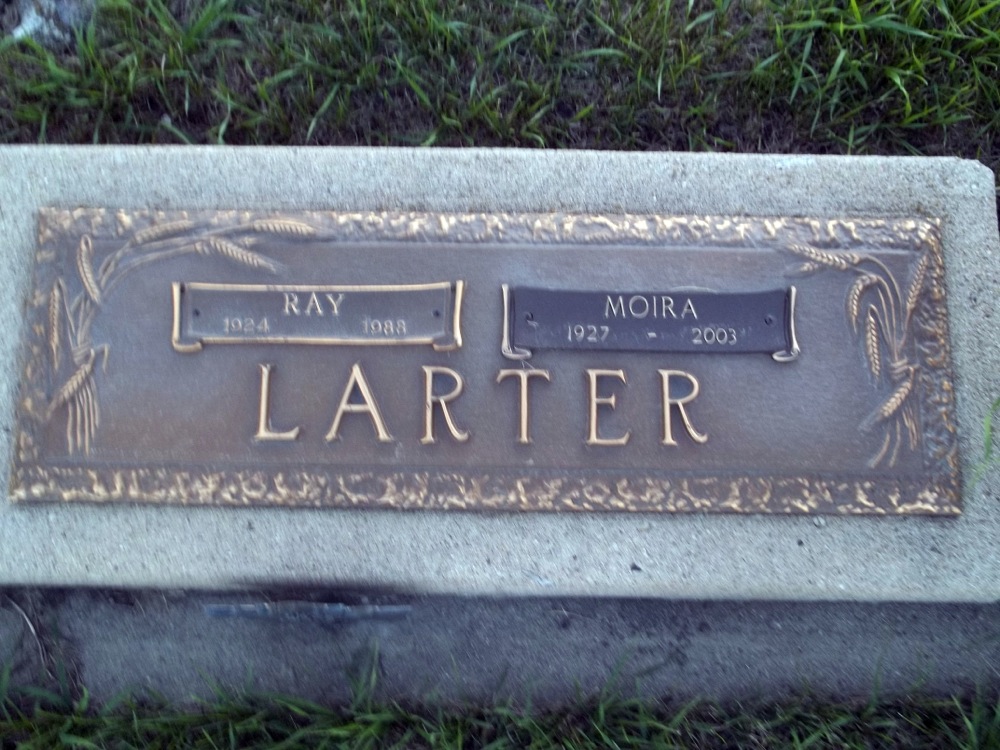 RAY
1924 1988
MOIRA
1927 - 2003
LARTER